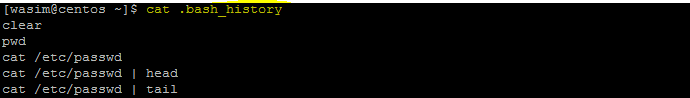 [wasim@centos ~]$ cat .bash_history
clear
pwd
cat /etc/passwd
cat /etc/passwd | head
cat /etc/passwd | tail